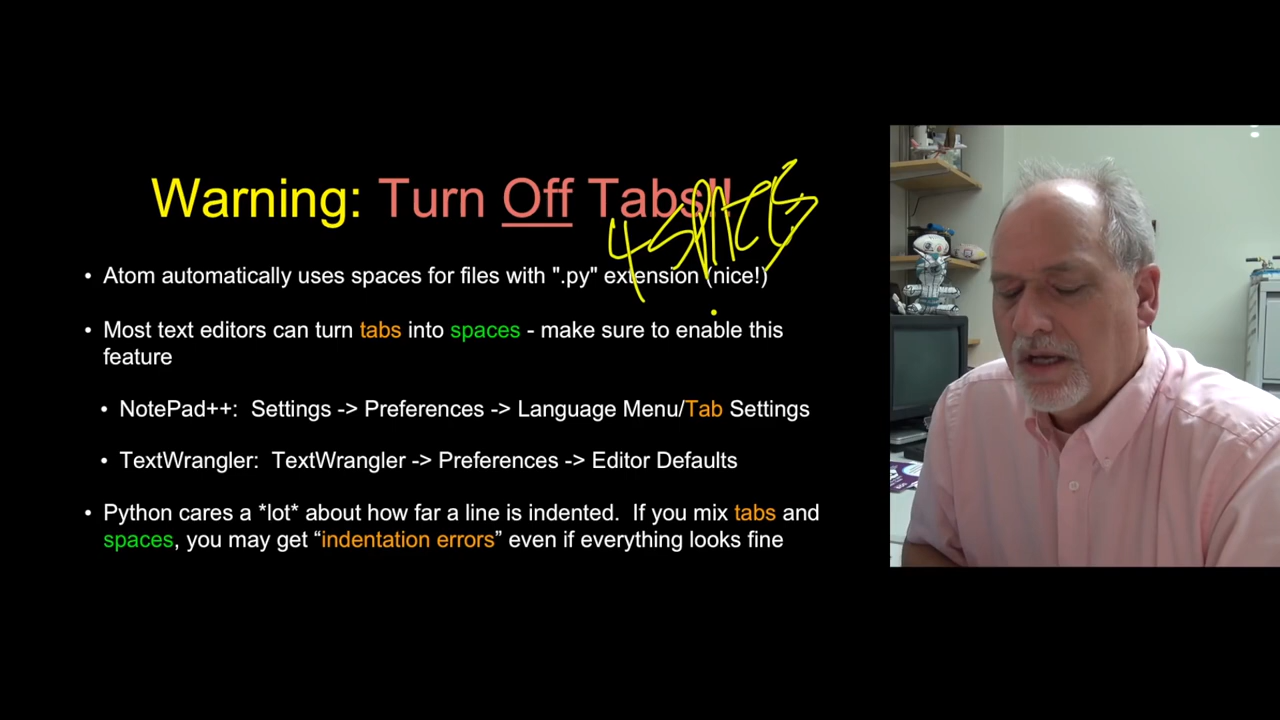 Warning: Turn Off Tabs!!
4 spaces
• Atom automatically uses spaces for files with ".py" extension (nice!)
• Most text editors can turn tabs into spaces - make sure to enable this
feature
• NotePad++: Settings -> Preferences -> Language Menu/Tab Settings
• TextWrangler: TextWrangler -> Preferences -> Editor Defaults
• Python cares a *lot* about how far a line is indented. If you mix tabs and
spaces, you may get “indentation errors” even if everything looks fine